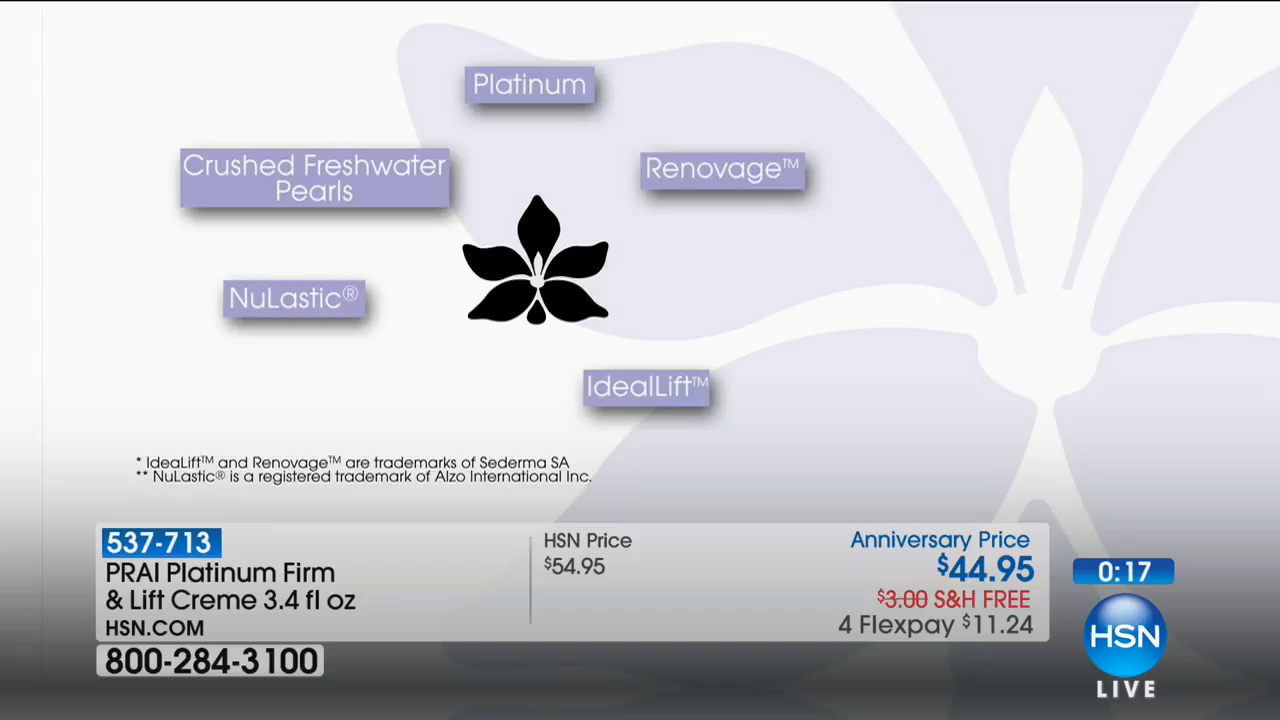 Platinum
Crushed Freshwater
Pearls
Renovage™
NuLastic®
IdealLift™
* IdeaLift™ and Renovage™ are trademarks of Sederma SA
** NuLastic® is a registered trademark of Alzo International Inc.
537-713
PRAI Platinum Firm
& Lift Creme 3.4 fl oz
HSN.COM
800-284-3100
HSN Price
$54.95
Anniversary Price
$44.95
$3.00 S&H FREE
4 Flexpay $11.24
0:17
HSN
LIVE